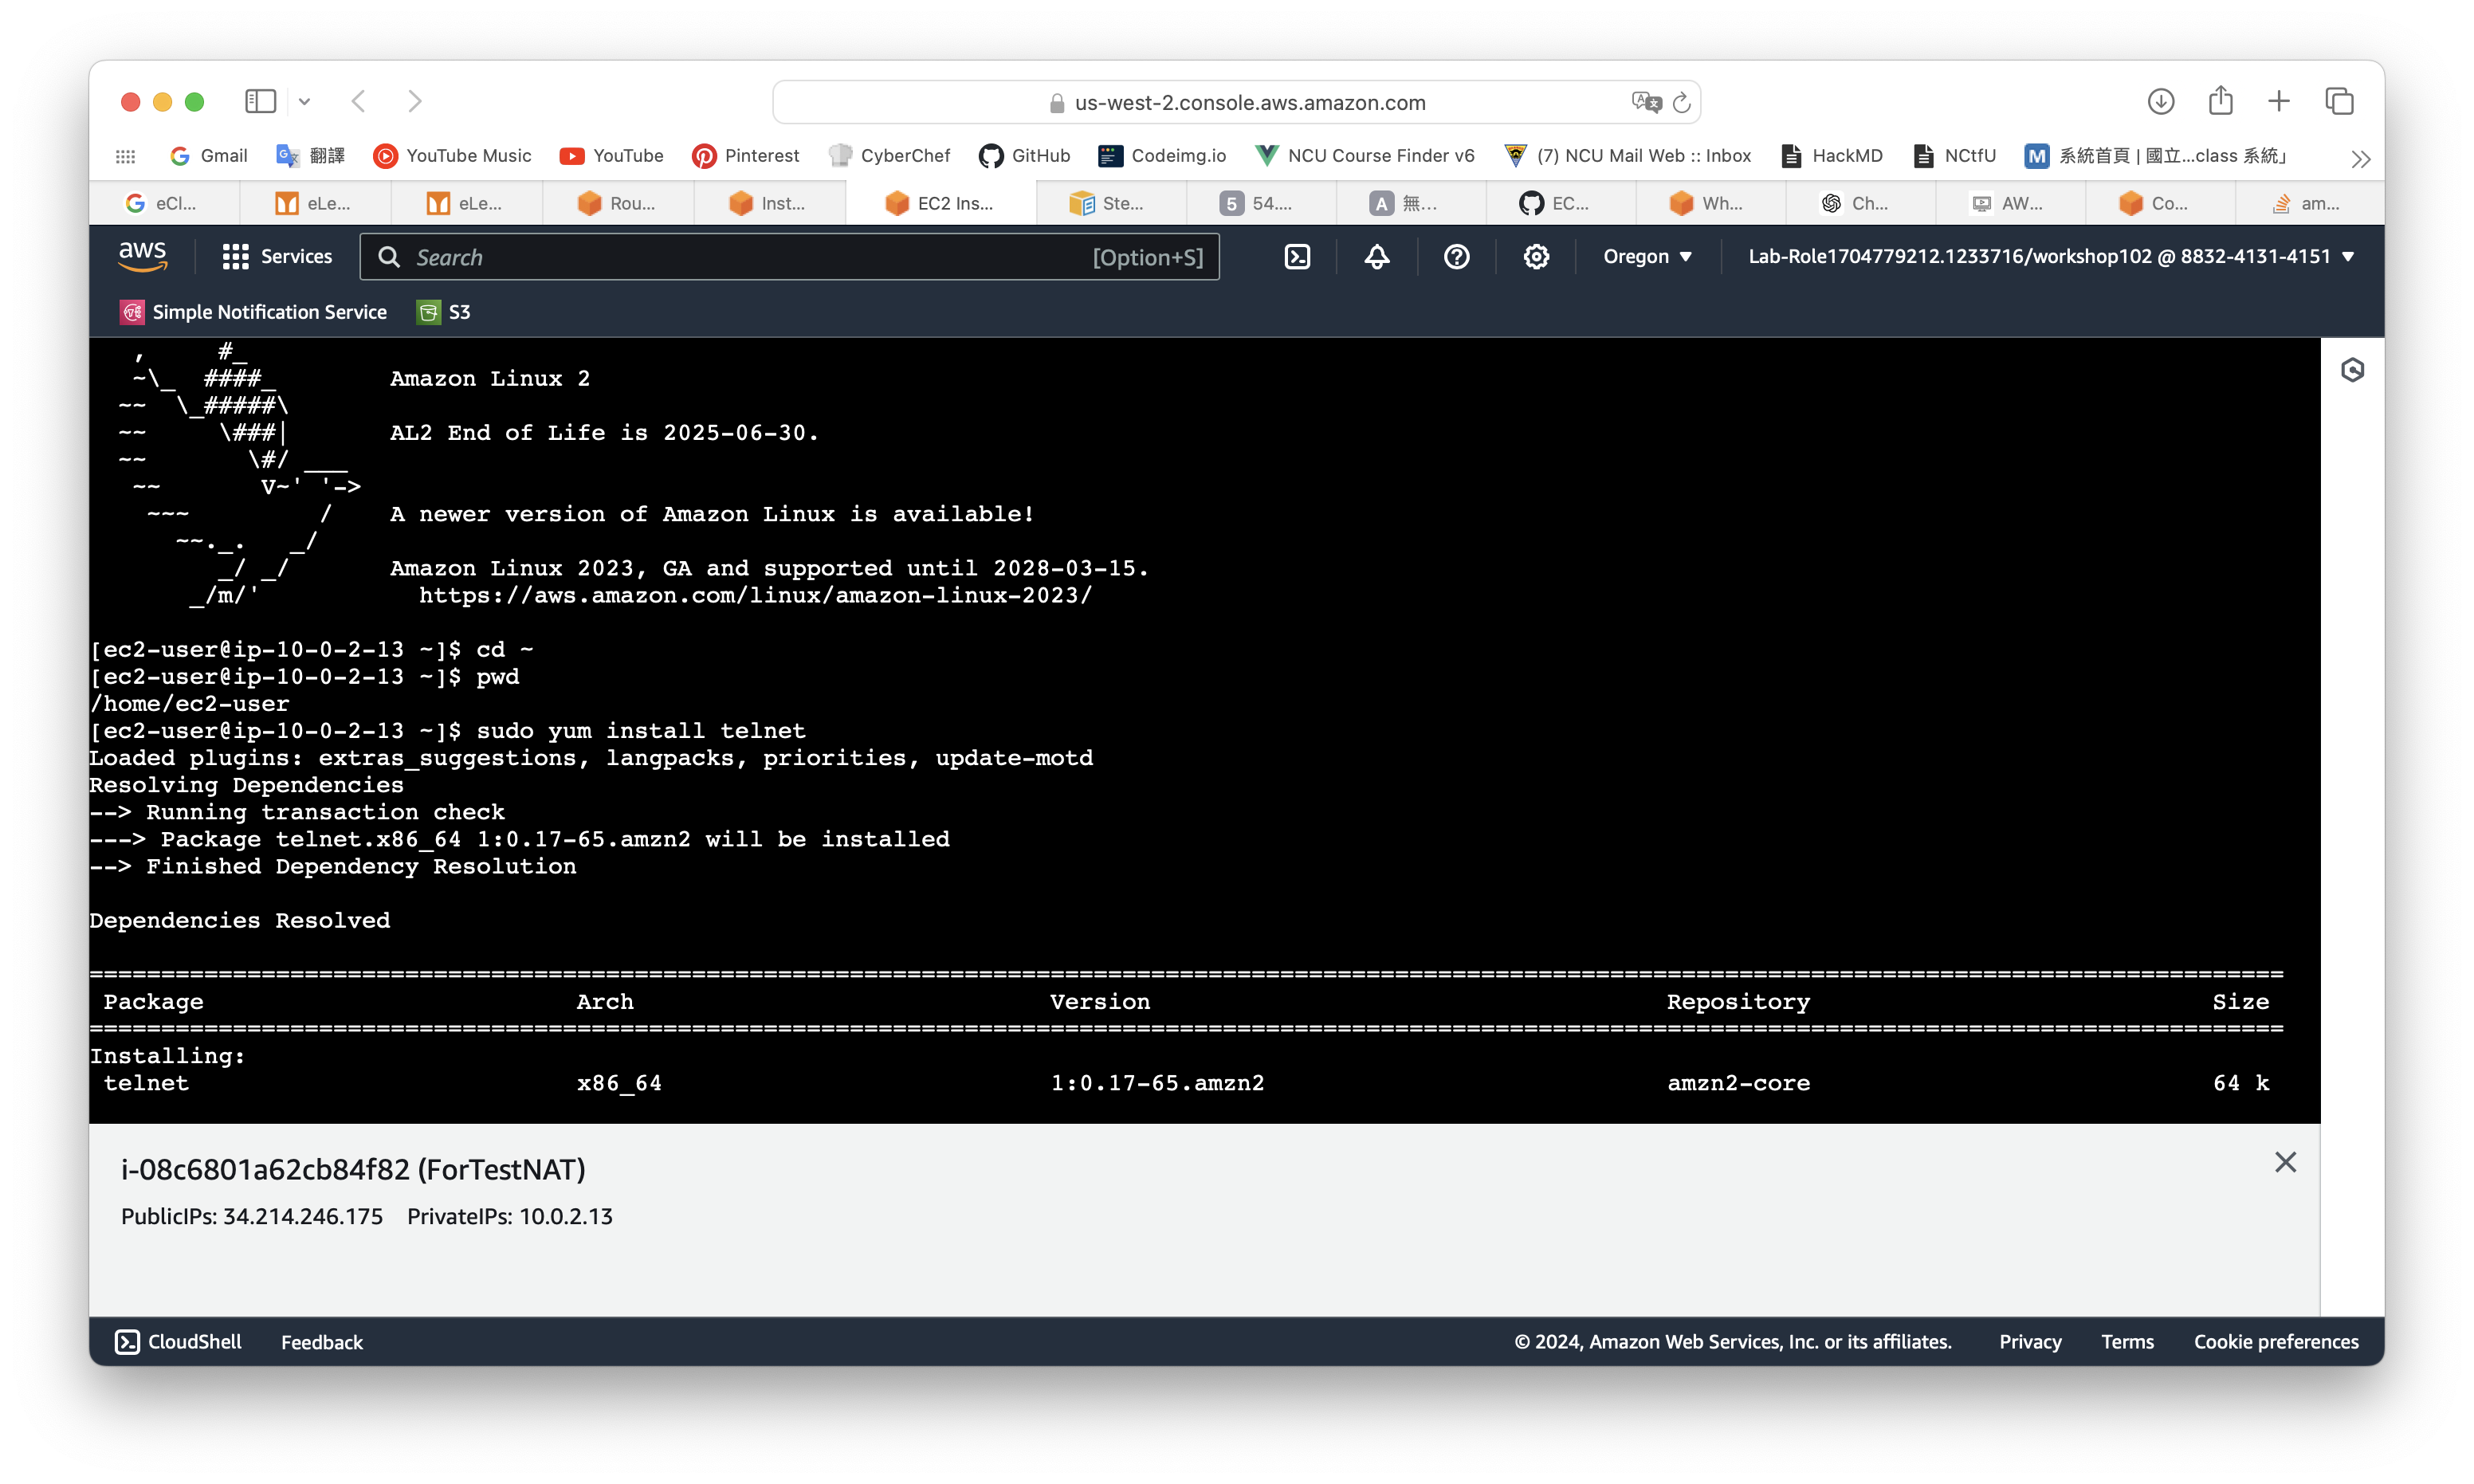 us-west-2.console.aws.amazon.com
Gmail 翻譯 YouTube Music YouTube Pinterest CyberChef GitHub Codeimg.io NCU Course Finder v6 (7) NCU Mail Web :: Inbox HackMD NCtfU 系統首頁 | 國立...class 系統」
eCl... eLe... eLe... Rou... Inst... EC2 Ins... Ste... 54.... 無... EC... Wh... Ch... AW... Co... am...
aws Services Search [Option+S] Oregon Lab-Role1704779212.1233716/workshop102 @ 8832-4131-4151
Simple Notification Service S3
   ,     #_
   ~\_  ####_        Amazon Linux 2
  ~~  \_#####\
  ~~     \###|       AL2 End of Life is 2025-06-30.
  ~~       \#/ ___
   ~~       V~' '->
    ~~~         /    A newer version of Amazon Linux is available!
      ~~._.   _/
         _/ _/       Amazon Linux 2023, GA and supported until 2028-03-15.
       _/m/'           https://aws.amazon.com/linux/amazon-linux-2023/
[ec2-user@ip-10-0-2-13 ~]$ cd ~
[ec2-user@ip-10-0-2-13 ~]$ pwd
/home/ec2-user
[ec2-user@ip-10-0-2-13 ~]$ sudo yum install telnet
Loaded plugins: extras_suggestions, langpacks, priorities, update-motd
Resolving Dependencies
--> Running transaction check
---> Package telnet.x86_64 1:0.17-65.amzn2 will be installed
--> Finished Dependency Resolution
Dependencies Resolved
Package Arch Version Repository Size
Installing:
telnet x86_64 1:0.17-65.amzn2 amzn2-core 64 k
i-08c6801a62cb84f82 (ForTestNAT)
PublicIPs: 34.214.246.175 PrivateIPs: 10.0.2.13
CloudShell Feedback © 2024, Amazon Web Services, Inc. or its affiliates. Privacy Terms Cookie preferences